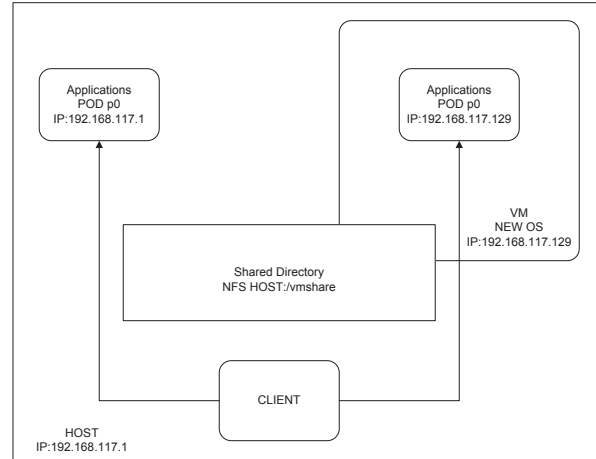 Applications
POD p0
IP:192.168.117.1
Applications
POD p0
IP:192.168.117.129
VM
NEW OS
IP:192.168.117.129
Shared Directory
NFS HOST:/vmshare
CLIENT
HOST
IP:192.168.117.1